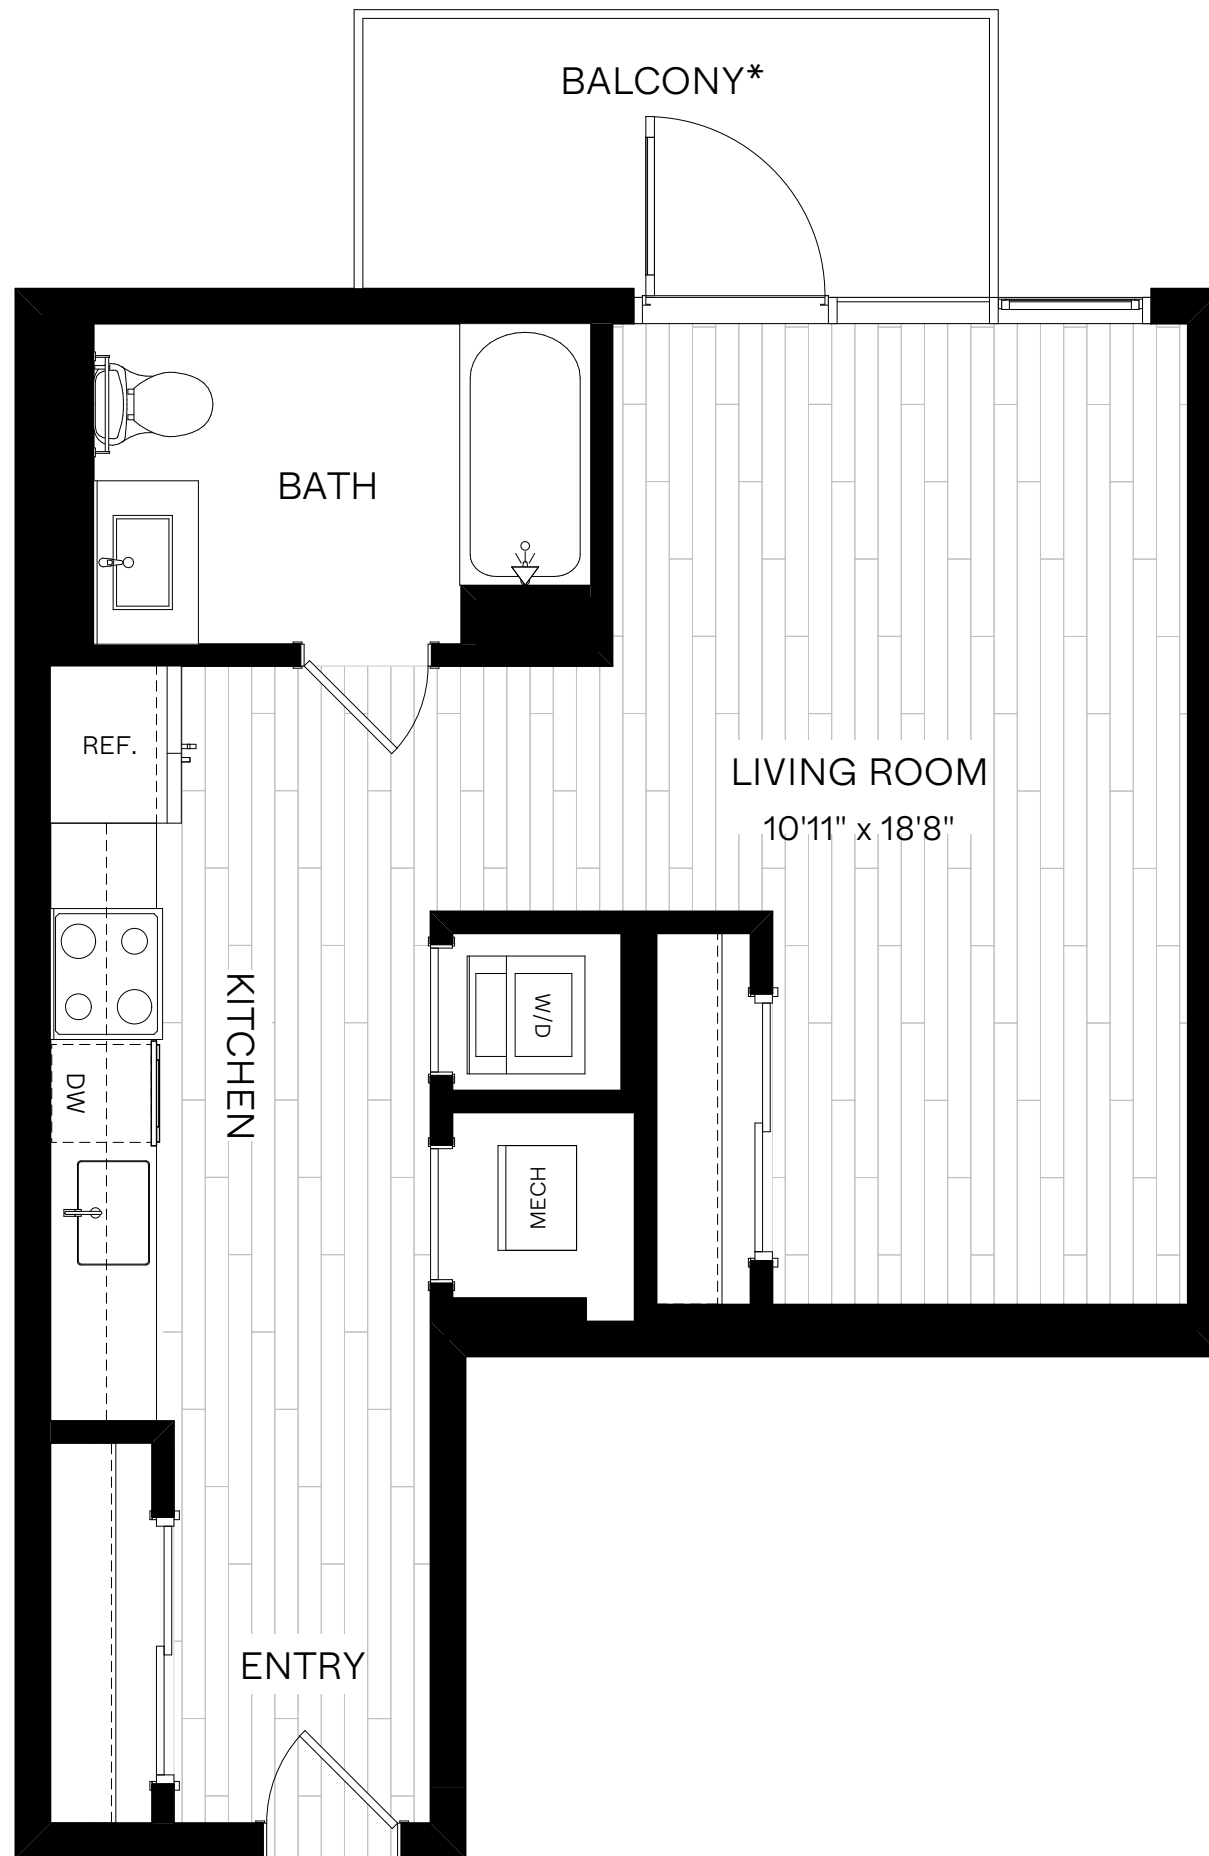 BALCONY*
BATH
REF.
LIVING ROOM
10'11" x 18'8"
KITCHEN
W/D
DW
MECH
ENTRY